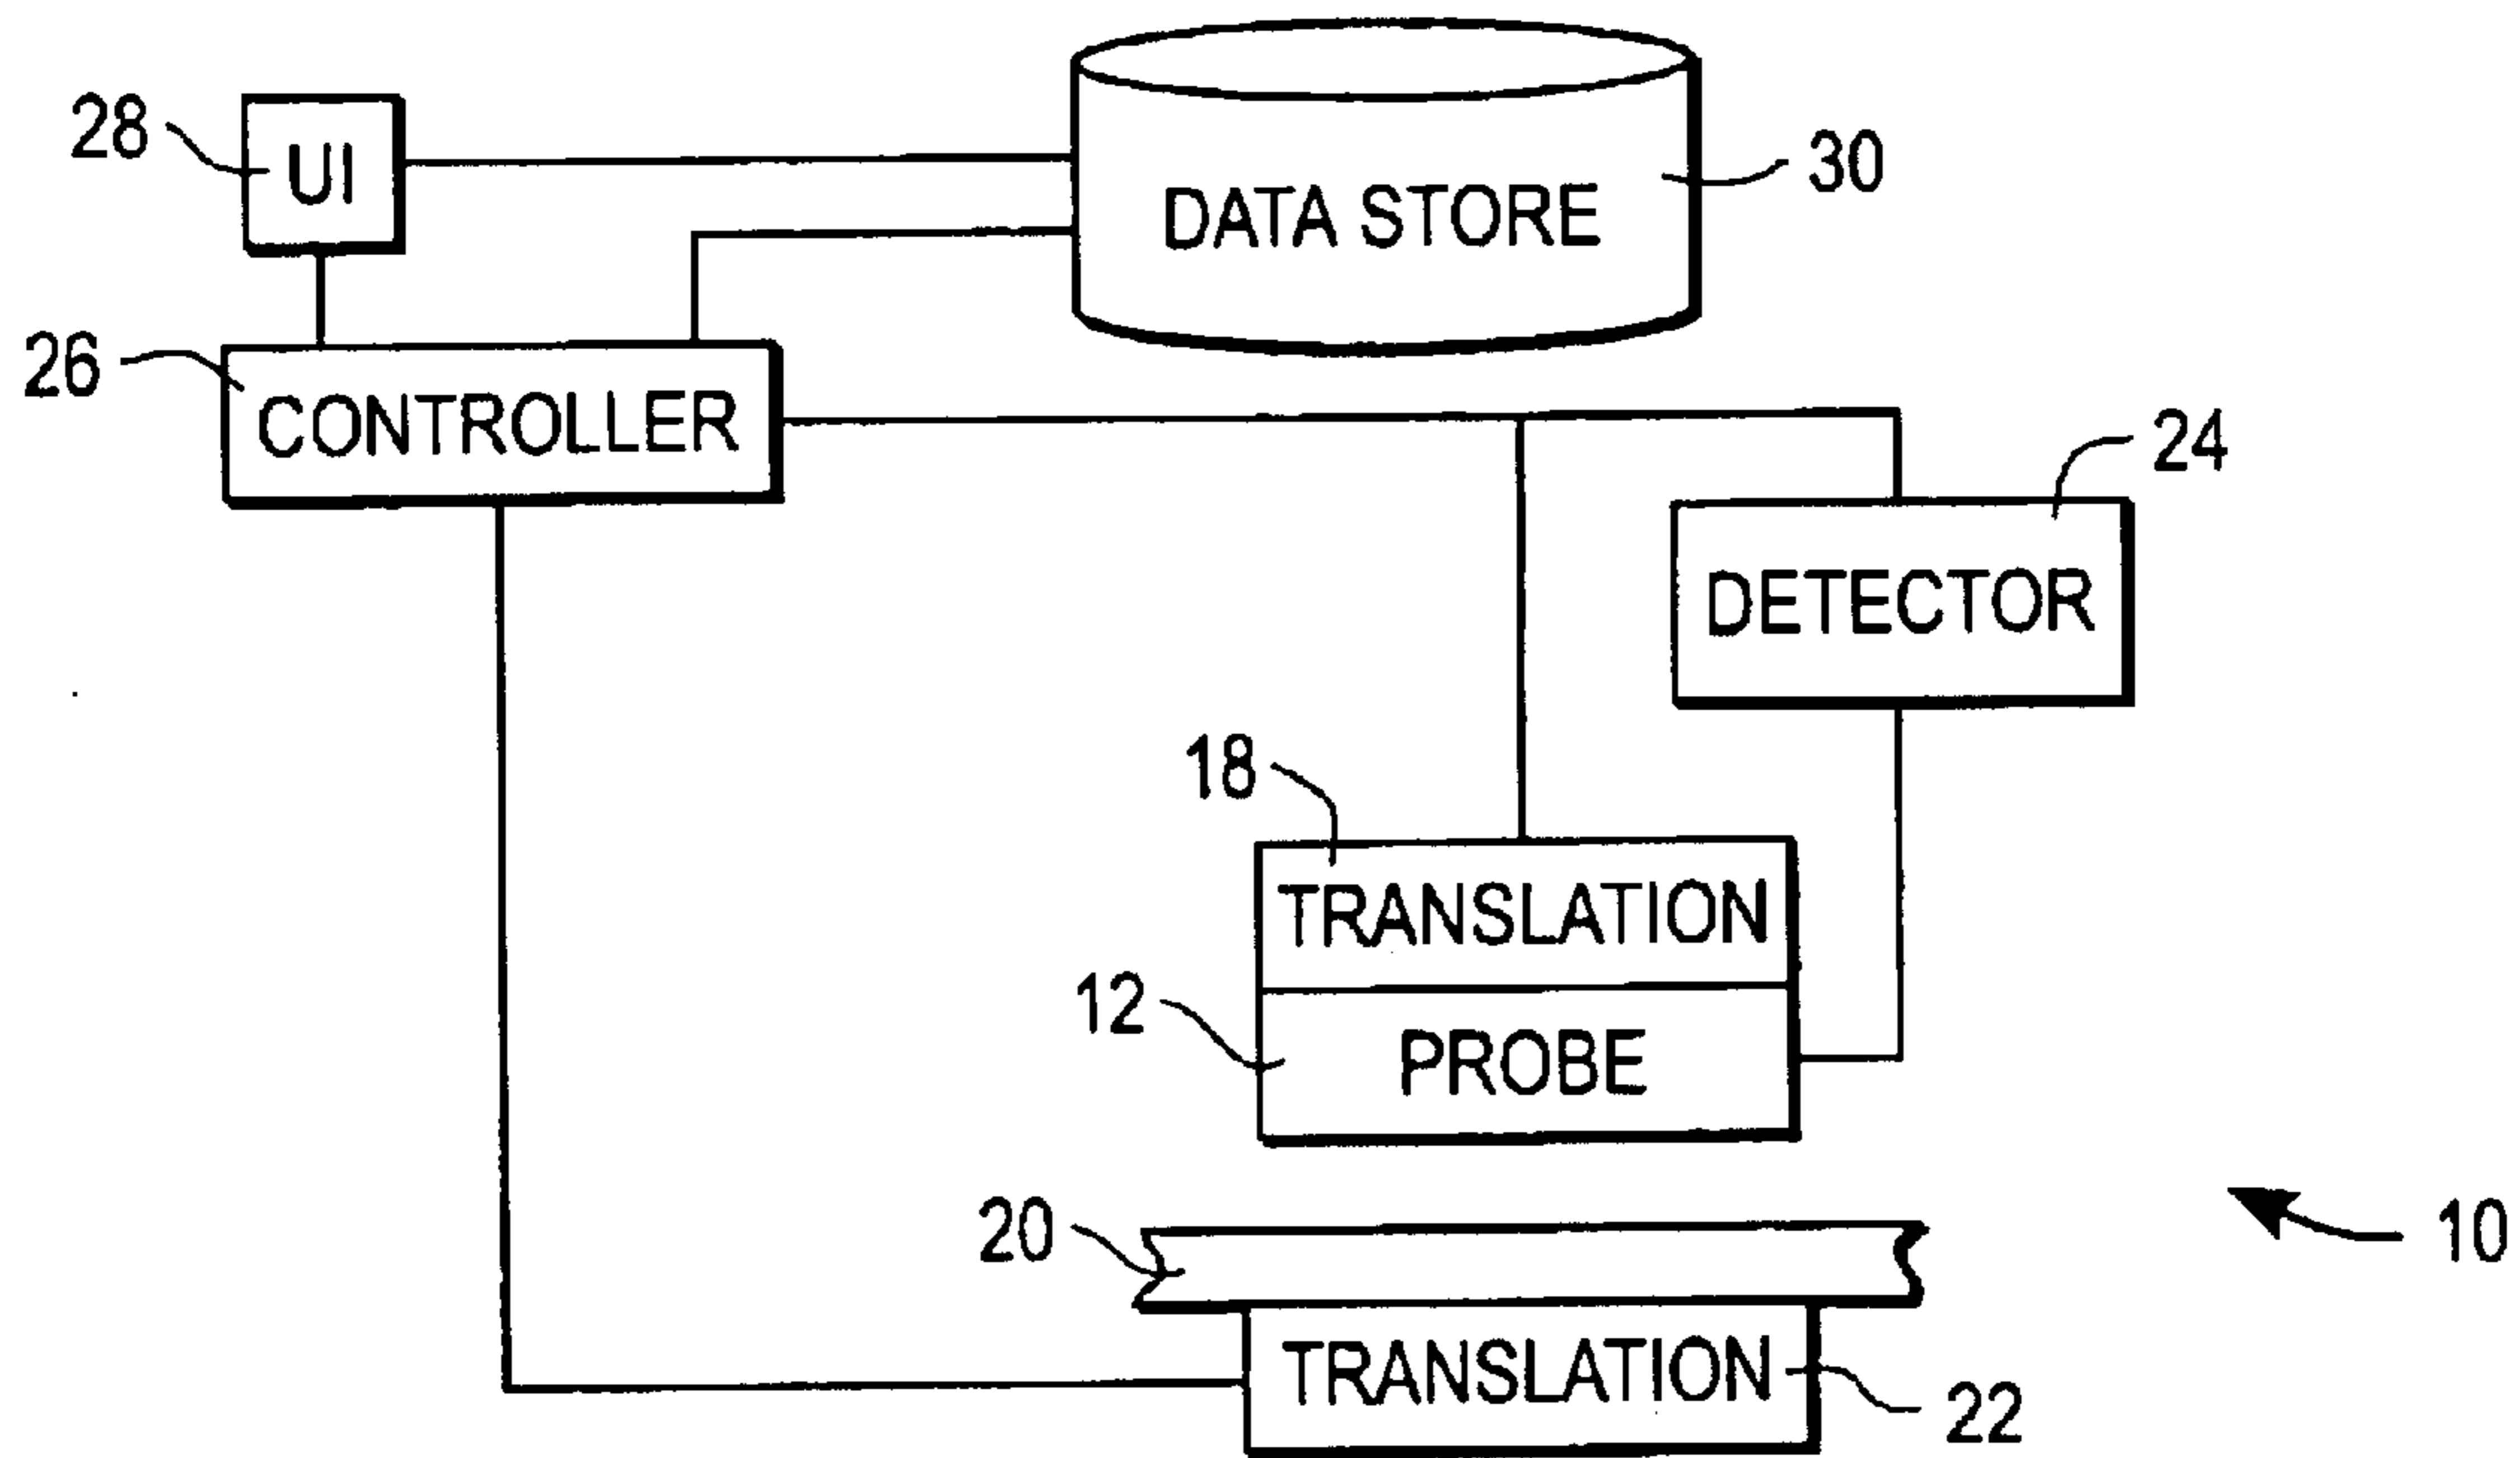 28
UI
DATA STORE
30
26
CONTROLLER
24
DETECTOR
18
TRANSLATION
12
PROBE
20
10
TRANSLATION
22